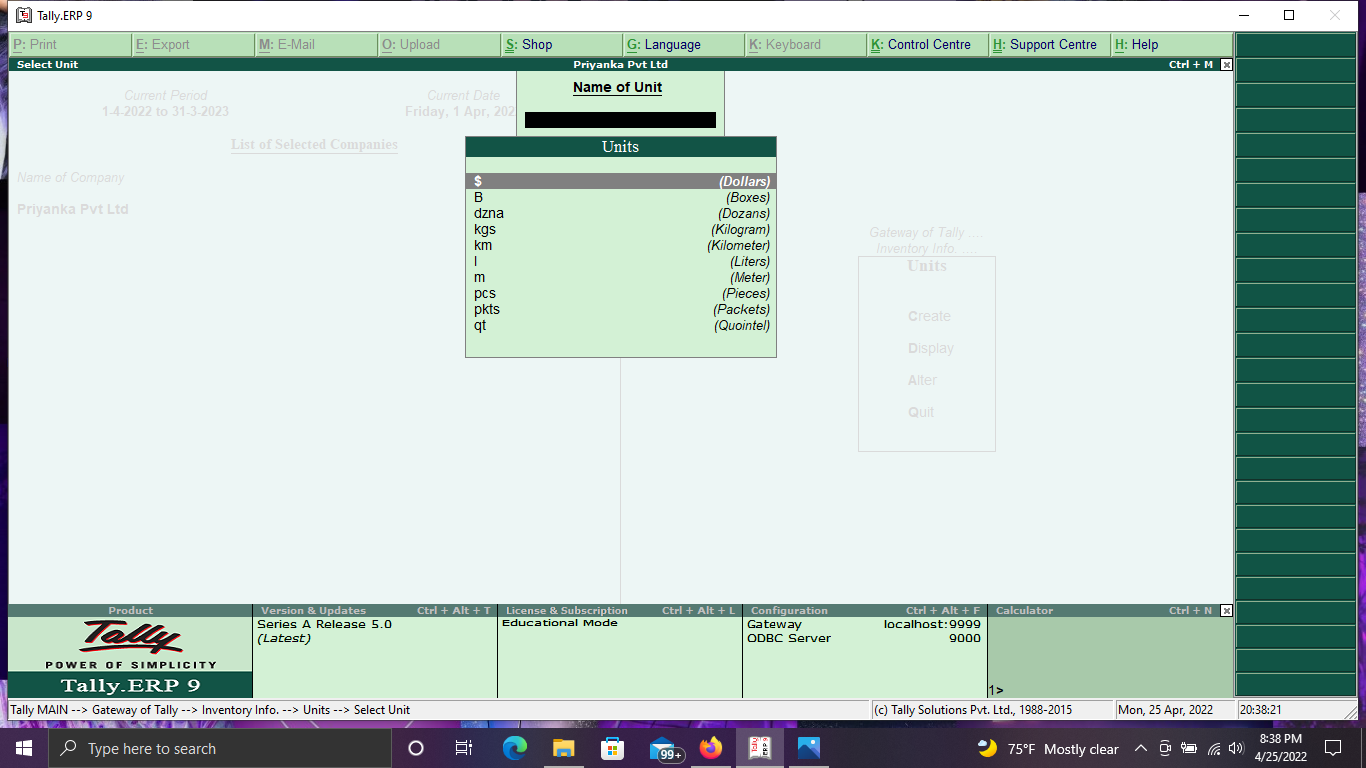 Tally.ERP 9
P: Print E: Export M: E-Mail O: Upload S: Shop G: Language K: Keyboard K: Control Centre H: Support Centre H: Help
Select Unit Priyanka Pvt Ltd Ctrl + M
Current Period
1-4-2022 to 31-3-2023
Current Date
Friday, 1 Apr, 202
List of Selected Companies
Name of Company
Priyanka Pvt Ltd
Name of Unit
Units
$ (Dollars)
B (Boxes)
dzna (Dozans)
kgs (Kilogram)
km (Kilometer)
l (Liters)
m (Meter)
pcs (Pieces)
pkts (Packets)
qt (Quointel)
Gateway of Tally ....
Inventory Info. ....
Units
Create
Display
Alter
Quit
Product
Tally
POWER OF SIMPLICITY
Tally.ERP 9
Version & Updates Ctrl + Alt + T
Series A Release 5.0
(Latest)
License & Subscription Ctrl + Alt + L
Educational Mode
Configuration Ctrl + Alt + F
Gateway localhost:9999
ODBC Server 9000
Calculator Ctrl + N
1>
Tally MAIN --> Gateway of Tally --> Inventory Info. --> Units --> Select Unit (c) Tally Solutions Pvt. Ltd., 1988-2015 Mon, 25 Apr, 2022 20:38:21
Type here to search
99+
Tally
ERP 9
75°F Mostly clear
8:38 PM
4/25/2022